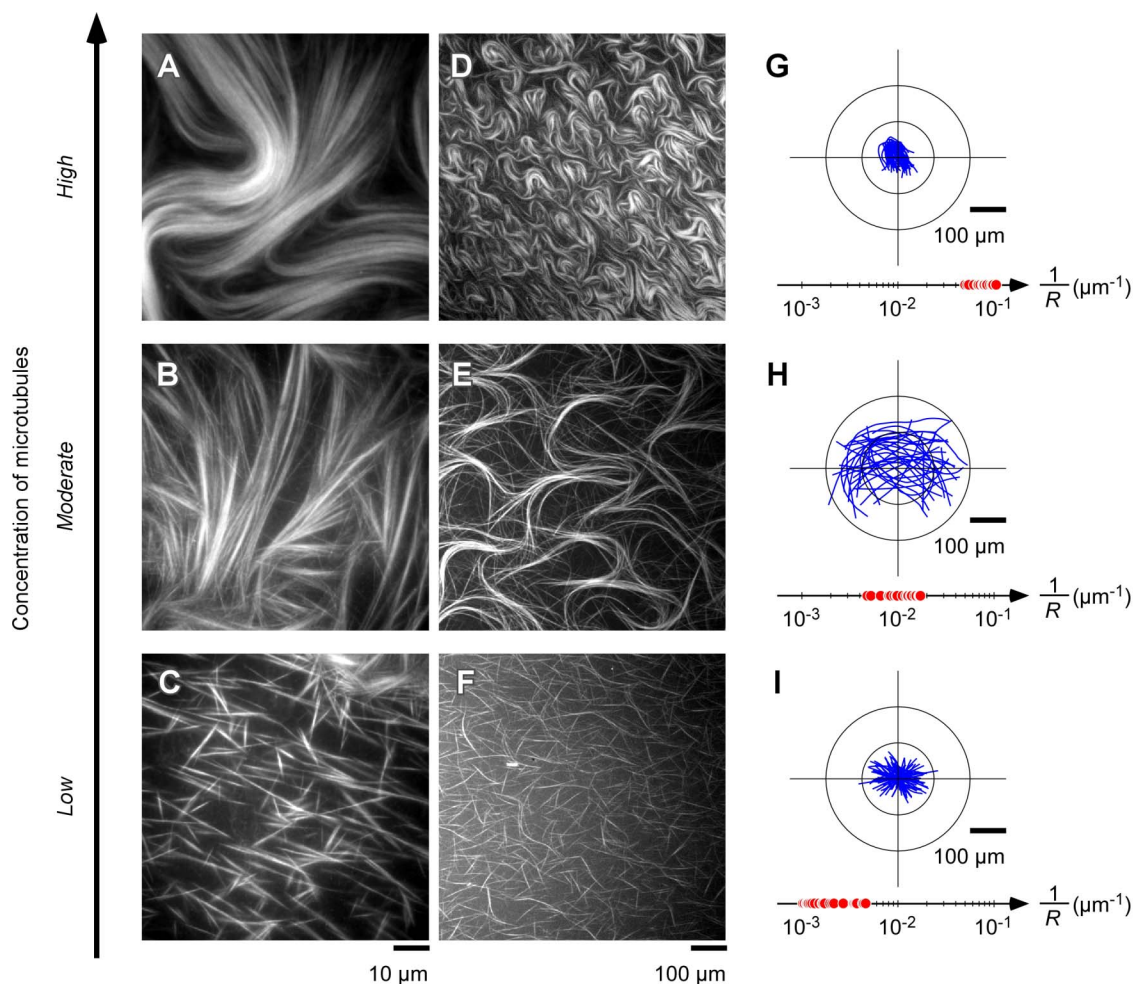 Concentration of microtubules
High
Moderate
Low
A
D
G
100 µm
10⁻³ 10⁻² 10⁻¹
1/R (µm⁻¹)
B
E
H
100 µm
10⁻³ 10⁻² 10⁻¹
1/R (µm⁻¹)
C
F
I
100 µm
10⁻³ 10⁻² 10⁻¹
1/R (µm⁻¹)
10 µm
100 µm